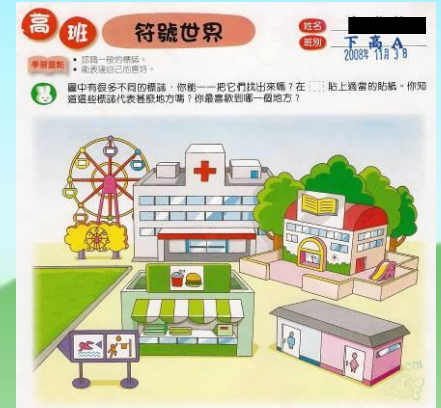 高班
符號世界
姓名
班別 下高A
2008年 11月3日
學習重點
• 認識一般的標誌。
• 能表達自己的喜好。
圖中有很多不同的標誌，你能一一把它們找出來嗎？在 貼上適當的貼紙。你知
道這些標誌代表甚麼地方嗎？你最喜歡到哪一個地方？